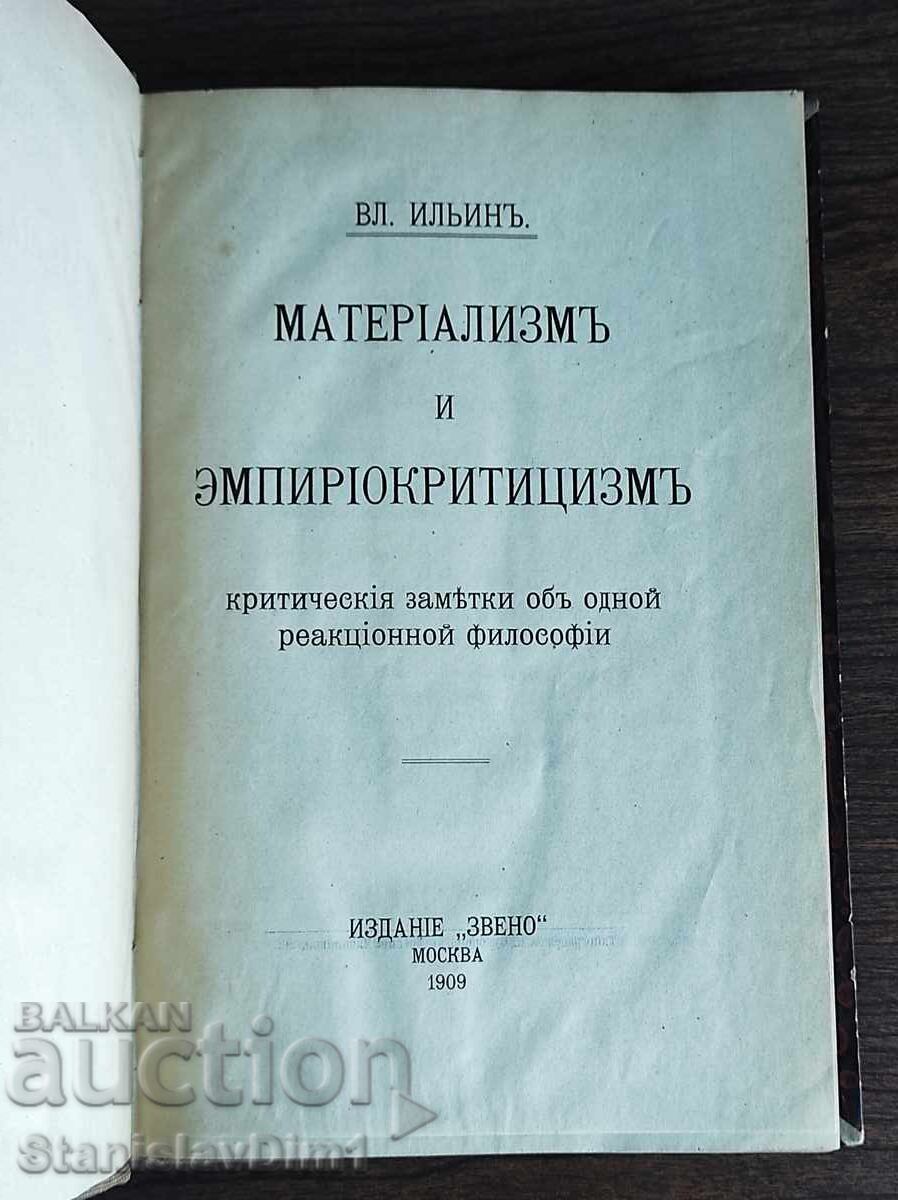 ВЛ. ИЛЬИНЪ.
МАТЕРІАЛИЗМЪ
И
ЭМПИРІОКРИТИЦИЗМЪ
критическія замѣтки объ одной
реакціонной философіи
ИЗДАНІЕ „ЗВЕНО“
МОСКВА
1909
BALKAN
auction
StanislavDim1